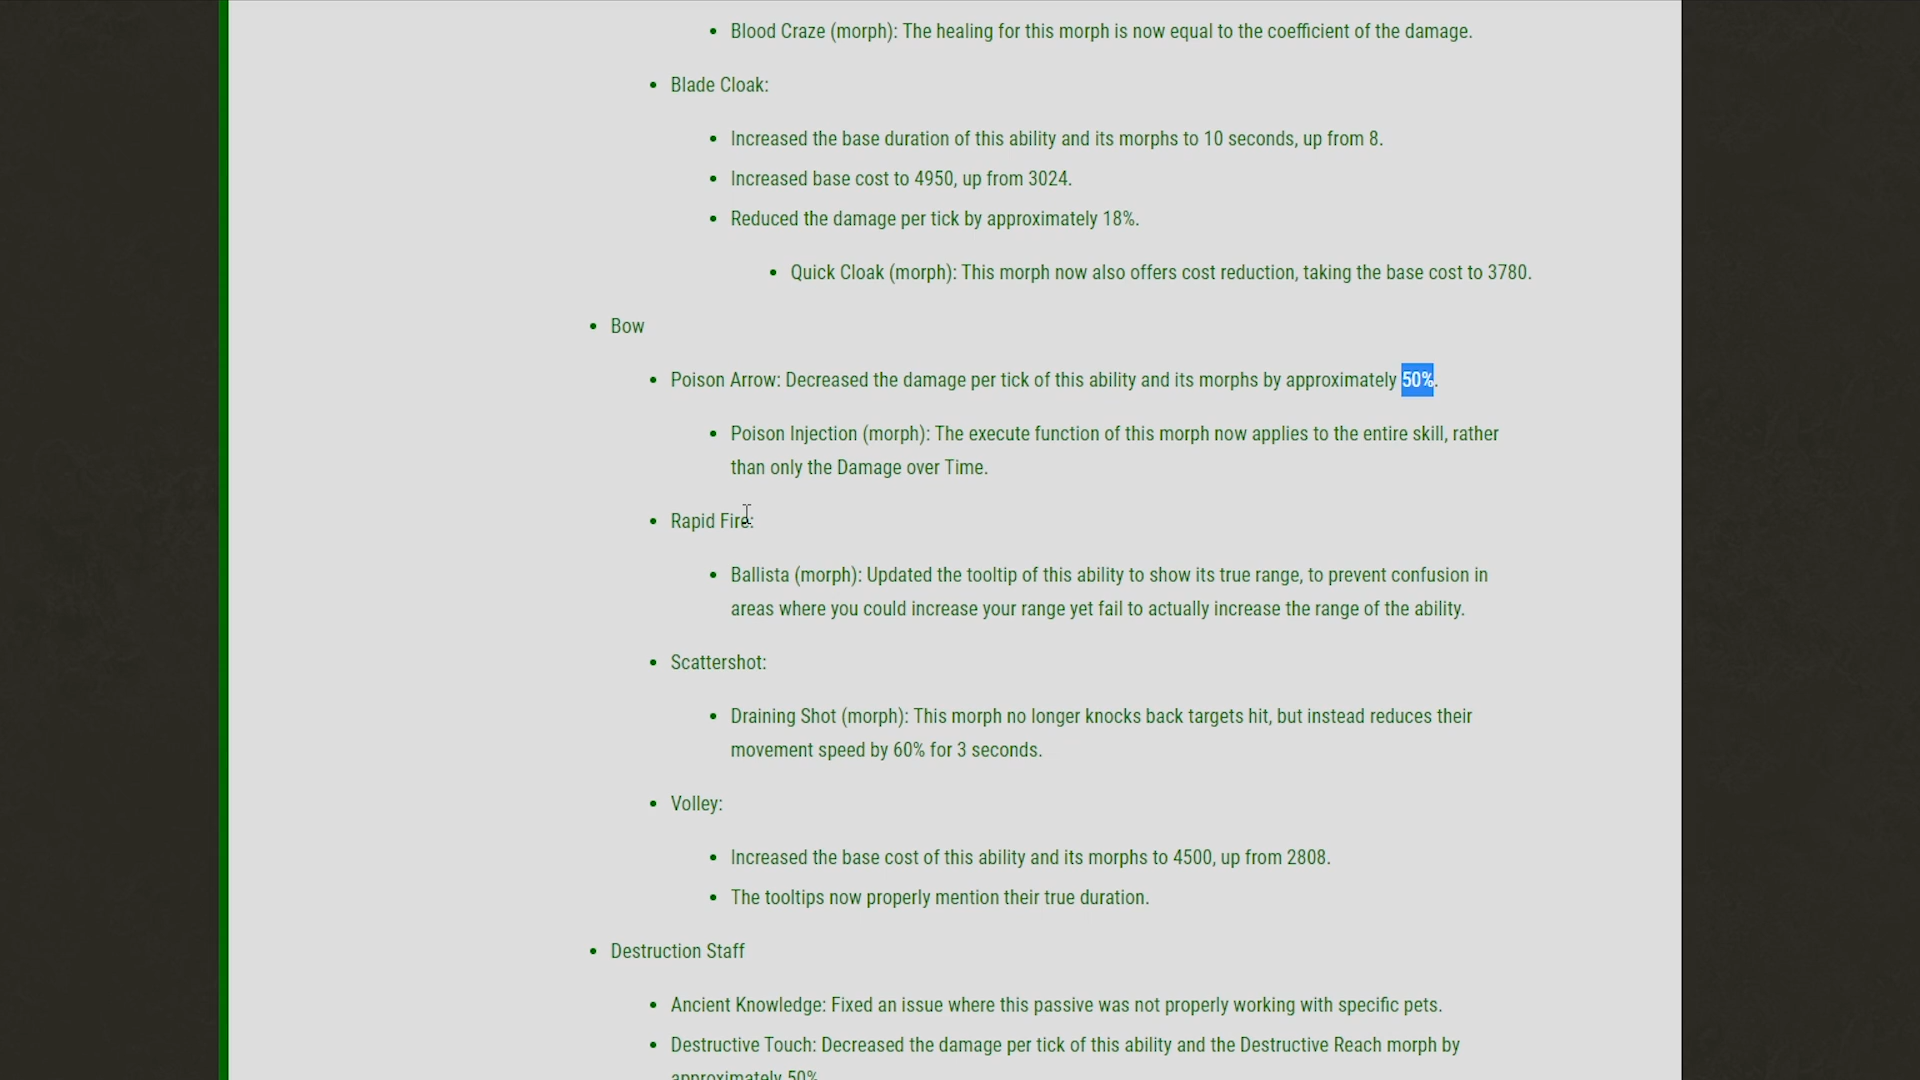 Blood Craze (morph): The healing for this morph is now equal to the coefficient of the damage.
Blade Cloak:
Increased the base duration of this ability and its morphs to 10 seconds, up from 8.
Increased base cost to 4950, up from 3024.
Reduced the damage per tick by approximately 18%.
Quick Cloak (morph): This morph now also offers cost reduction, taking the base cost to 3780.
Bow
Poison Arrow: Decreased the damage per tick of this ability and its morphs by approximately 50%.
Poison Injection (morph): The execute function of this morph now applies to the entire skill, rather
than only the Damage over Time.
Rapid Fire:
Ballista (morph): Updated the tooltip of this ability to show its true range, to prevent confusion in
areas where you could increase your range yet fail to actually increase the range of the ability.
Scattershot:
Draining Shot (morph): This morph no longer knocks back targets hit, but instead reduces their
movement speed by 60% for 3 seconds.
Volley:
Increased the base cost of this ability and its morphs to 4500, up from 2808.
The tooltips now properly mention their true duration.
Destruction Staff
Ancient Knowledge: Fixed an issue where this passive was not properly working with specific pets.
Destructive Touch: Decreased the damage per tick of this ability and the Destructive Reach morph by
approximately 50%.